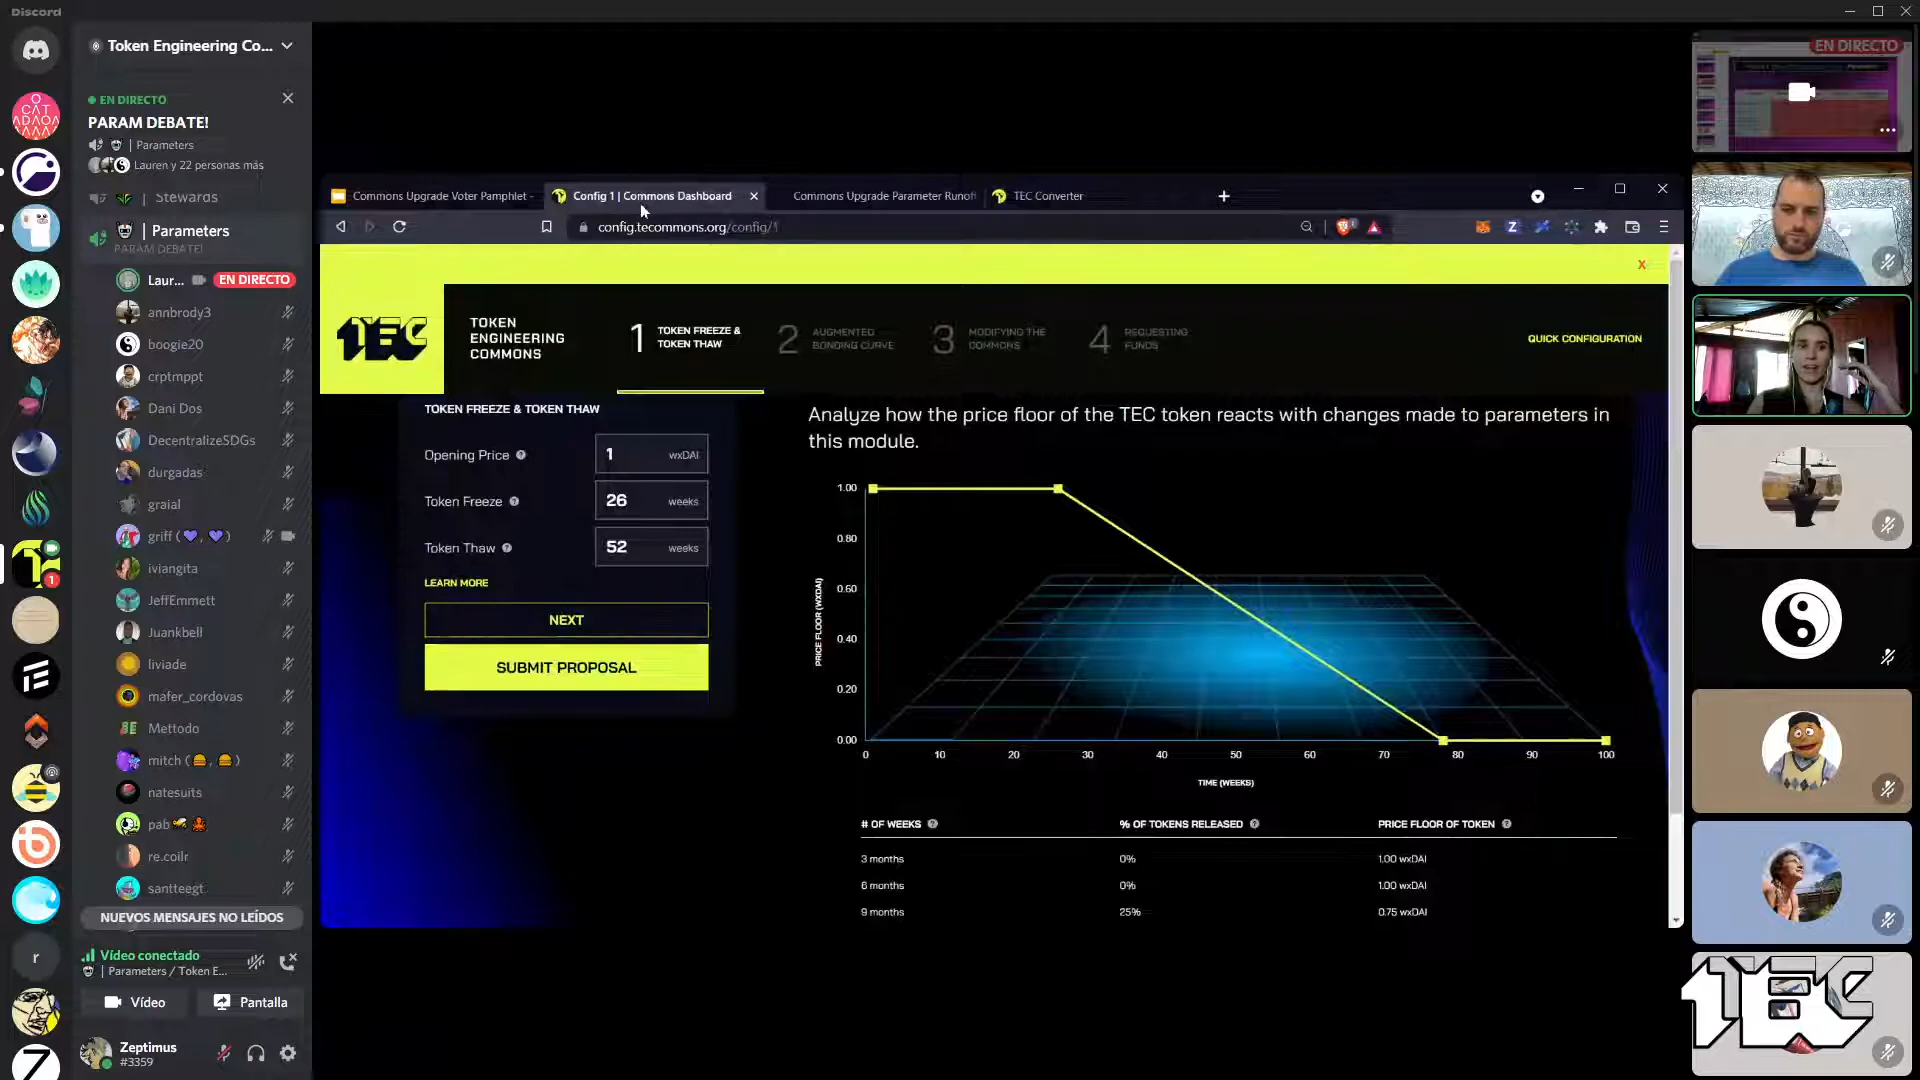 Discord
Token Engineering Co...
EN DIRECTO
PARAM DEBATE!
| Parameters
Lauren y 22 personas más
| Stewards
| Parameters
PARAM DEBATE!
Laur...
EN DIRECTO
annbrody3
boogie20
crptmppt
Dani Dos
DecentralizeSDGs
durgadas
graial
griff (💜, 💜)
iviangita
JeffEmmett
Juankbell
liviade
mafer_cordovas
Mettodo
mitch (🍔, 🍔)
natesuits
pab 🐝 🐙
re.coilr
santteegt
NUEVOS MENSAJES NO LEÍDOS
Vídeo conectado
| Parameters / Token E...
Vídeo
Pantalla
Zeptimus
#3359
Commons Upgrade Voter Pamphlet -
Config 1 | Commons Dashboard
Commons Upgrade Parameter Runoff
TEC Converter
config.tecommons.org/config/1
X
TEC
TOKEN
ENGINEERING
COMMONS
1 TOKEN FREEZE &
TOKEN THAW
2 AUGMENTED
BONDING CURVE
3 MODIFYING THE
COMMONS
4 REQUESTING
FUNDS
QUICK CONFIGURATION
TOKEN FREEZE & TOKEN THAW
Opening Price
1 wxDAI
Token Freeze
26 weeks
Token Thaw
52 weeks
LEARN MORE
NEXT
SUBMIT PROPOSAL
Analyze how the price floor of the TEC token reacts with changes made to parameters in
this module.
PRICE FLOOR (WXDAI)
1.00
0.80
0.60
0.40
0.20
0.00
0 10 20 30 40 50 60 70 80 90 100
TIME (WEEKS)
# OF WEEKS % OF TOKENS RELEASED PRICE FLOOR OF TOKEN
3 months 0% 1.00 wxDAI
6 months 0% 1.00 wxDAI
9 months 25% 0.75 wxDAI
EN DIRECTO
TEC